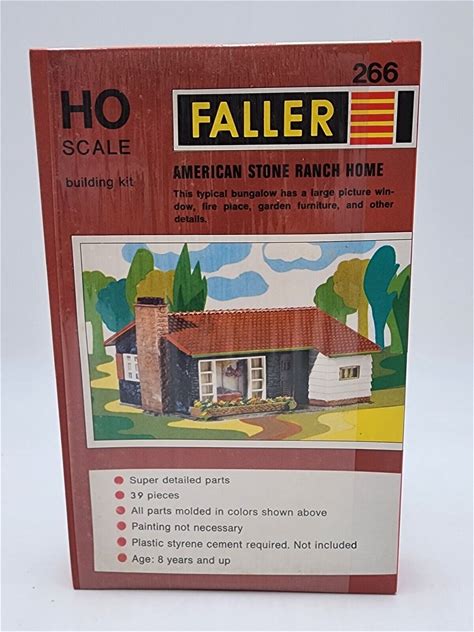 266
HO
SCALE
building kit
FALLER
AMERICAN STONE RANCH HOME
This typical bungalow has a large picture win-
dow, fire place, garden furniture, and other
details.
Super detailed parts
39 pieces
All parts molded in colors shown above
Painting not necessary
Plastic styrene cement required. Not included
Age: 8 years and up